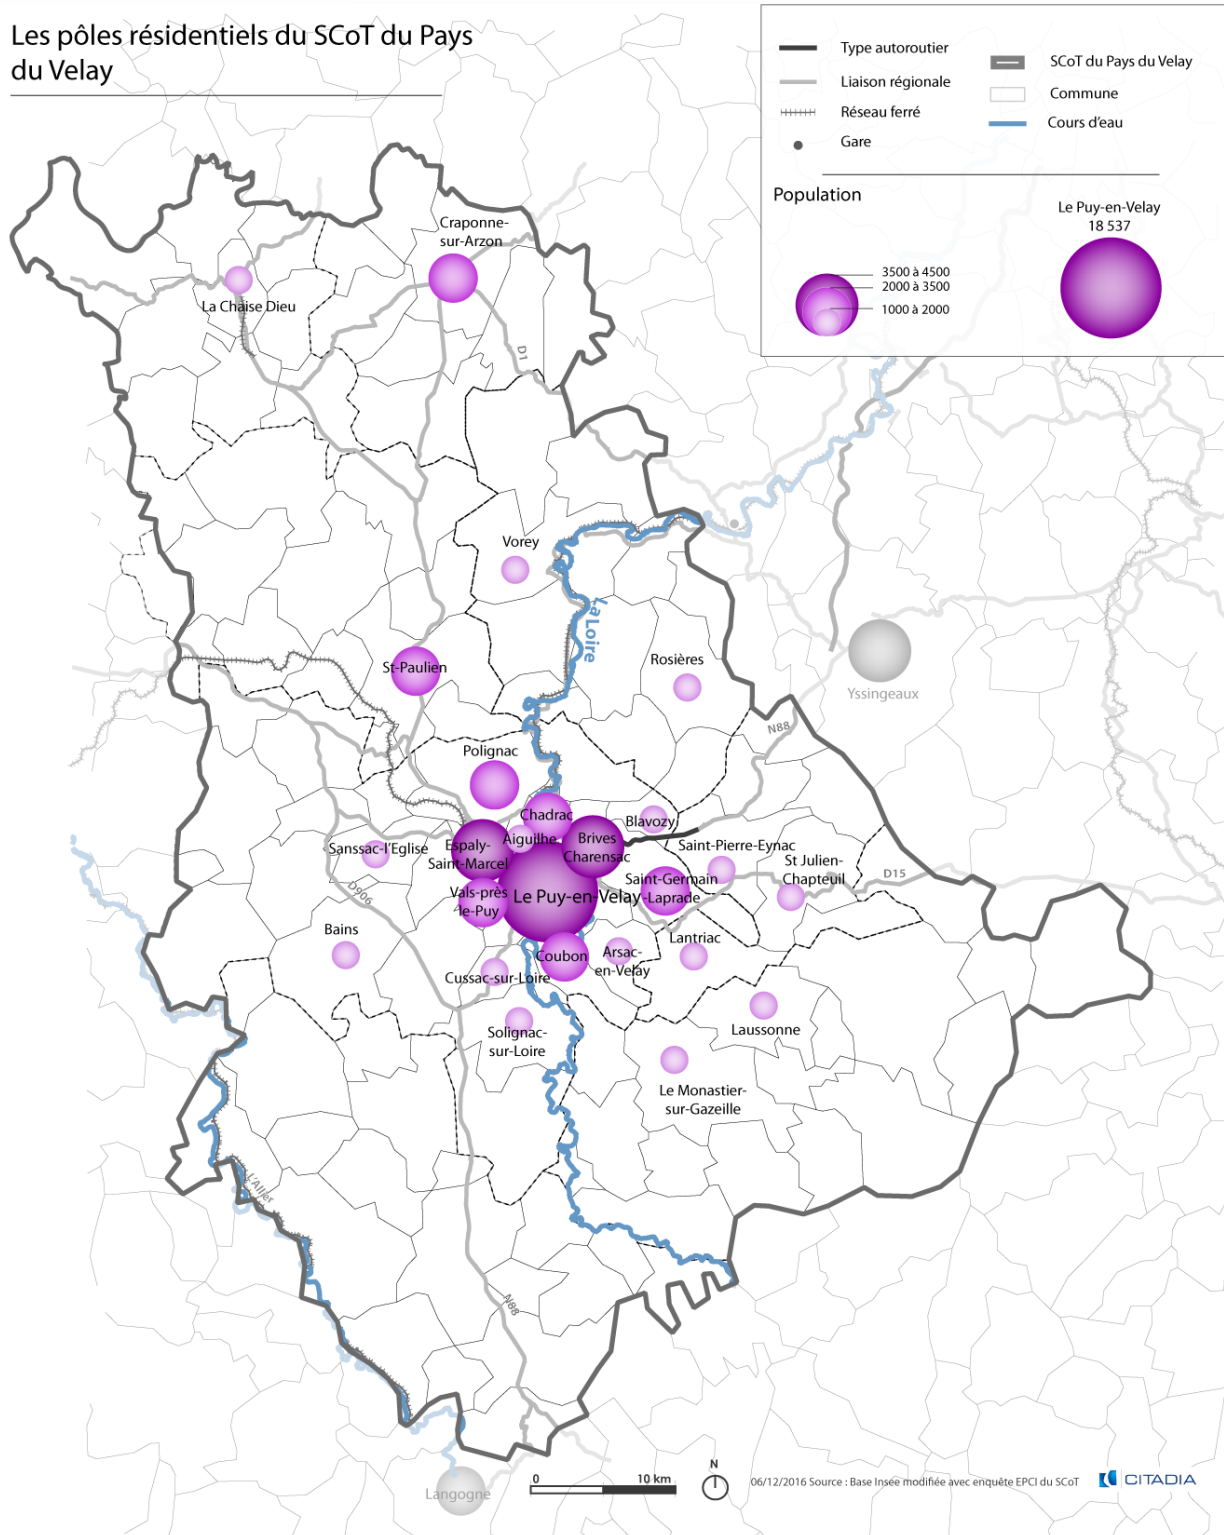 Les pôles résidentiels du SCoT du Pays
du Velay
Type autoroutier
Liaison régionale
Réseau ferré
Gare
SCoT du Pays du Velay
Commune
Cours d'eau
Population
3500 à 4500
2000 à 3500
1000 à 2000
Le Puy-en-Velay
18 537
Craponne-
sur-Arzon
La Chaise Dieu
D1
Vorey
La Loire
St-Paulien
Rosières
Yssingeaux
N88
Polignac
Chadrac
Blavozy
Aiguilhe
Brives
Charensac
Espaly-
Saint-Marcel
Sanssac-l'Eglise
Saint-Pierre-Eynac
St Julien-
Chapteuil
D15
D906
Vals-près
le-Puy
Le Puy-en-Velay
Saint-Germain
-Laprade
Bains
Lantriac
Coubon
Arsac-
en-Velay
Cussac-sur-Loire
Solignac-
sur-Loire
Laussonne
Le Monastier-
sur-Gazeille
L'Allier
N88
Langogne
0
10 km
N
06/12/2016 Source : Base Insee modifiée avec enquête EPCI du SCoT
CITADIA